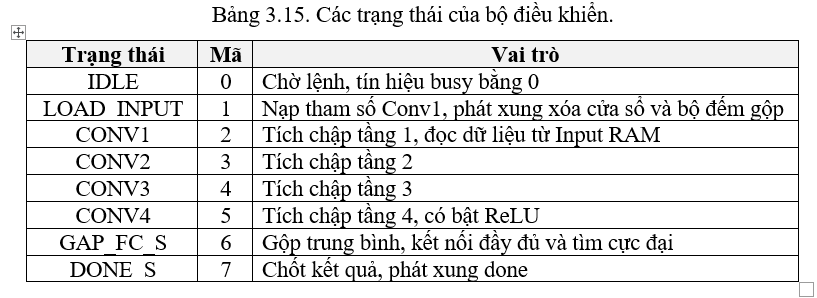 Bảng 3.15. Các trạng thái của bộ điều khiển.
Trạng thái Mã Vai trò
IDLE 0 Chờ lệnh, tín hiệu busy bằng 0
LOAD_INPUT 1 Nạp tham số Conv1, phát xung xóa cửa sổ và bộ đếm gộp
CONV1 2 Tích chập tầng 1, đọc dữ liệu từ Input RAM
CONV2 3 Tích chập tầng 2
CONV3 4 Tích chập tầng 3
CONV4 5 Tích chập tầng 4, có bật ReLU
GAP_FC_S 6 Gộp trung bình, kết nối đầy đủ và tìm cực đại
DONE_S 7 Chốt kết quả, phát xung done